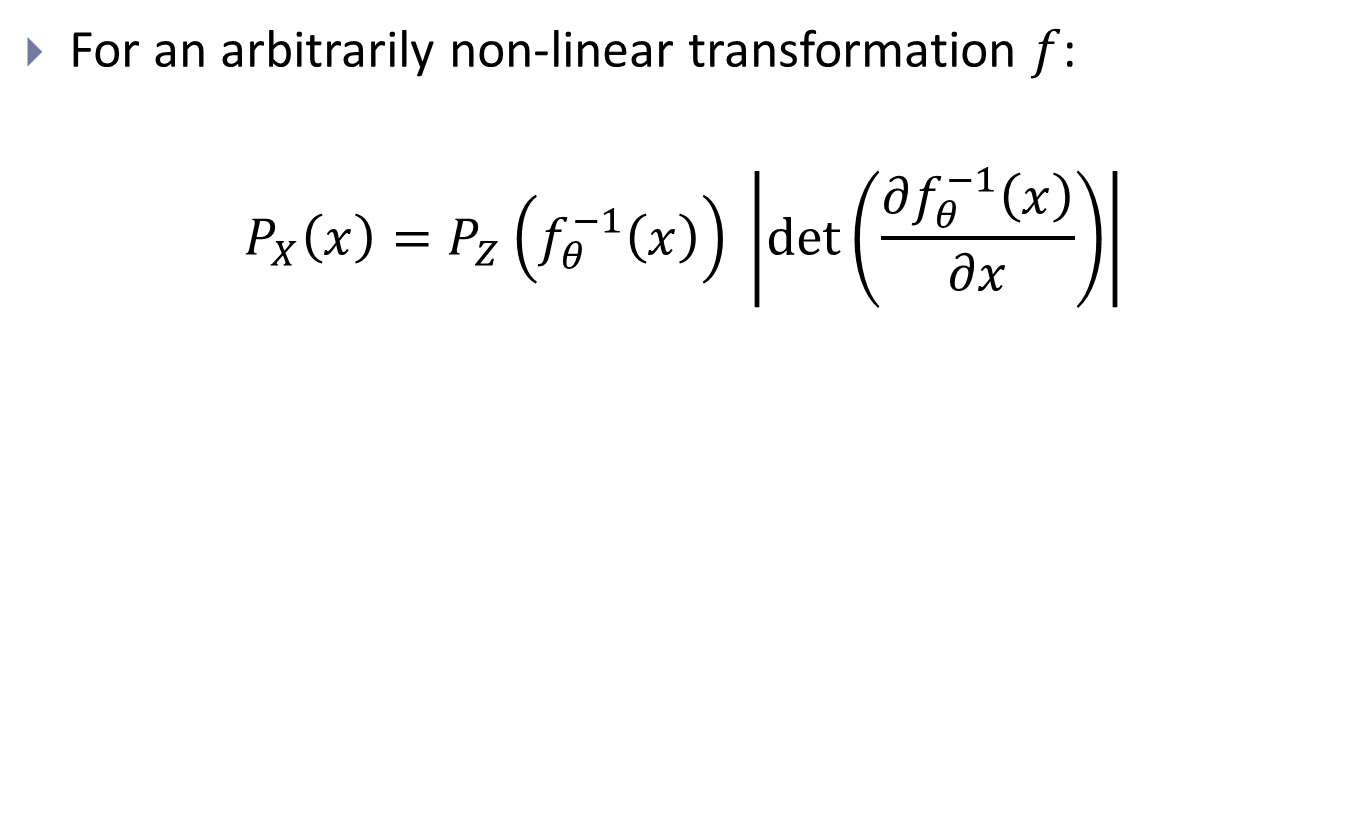 For an arbitrarily non-linear transformation f:
P_X(x) = P_Z (f_θ^{-1}(x)) |det (∂f_θ^{-1}(x) / ∂x)|